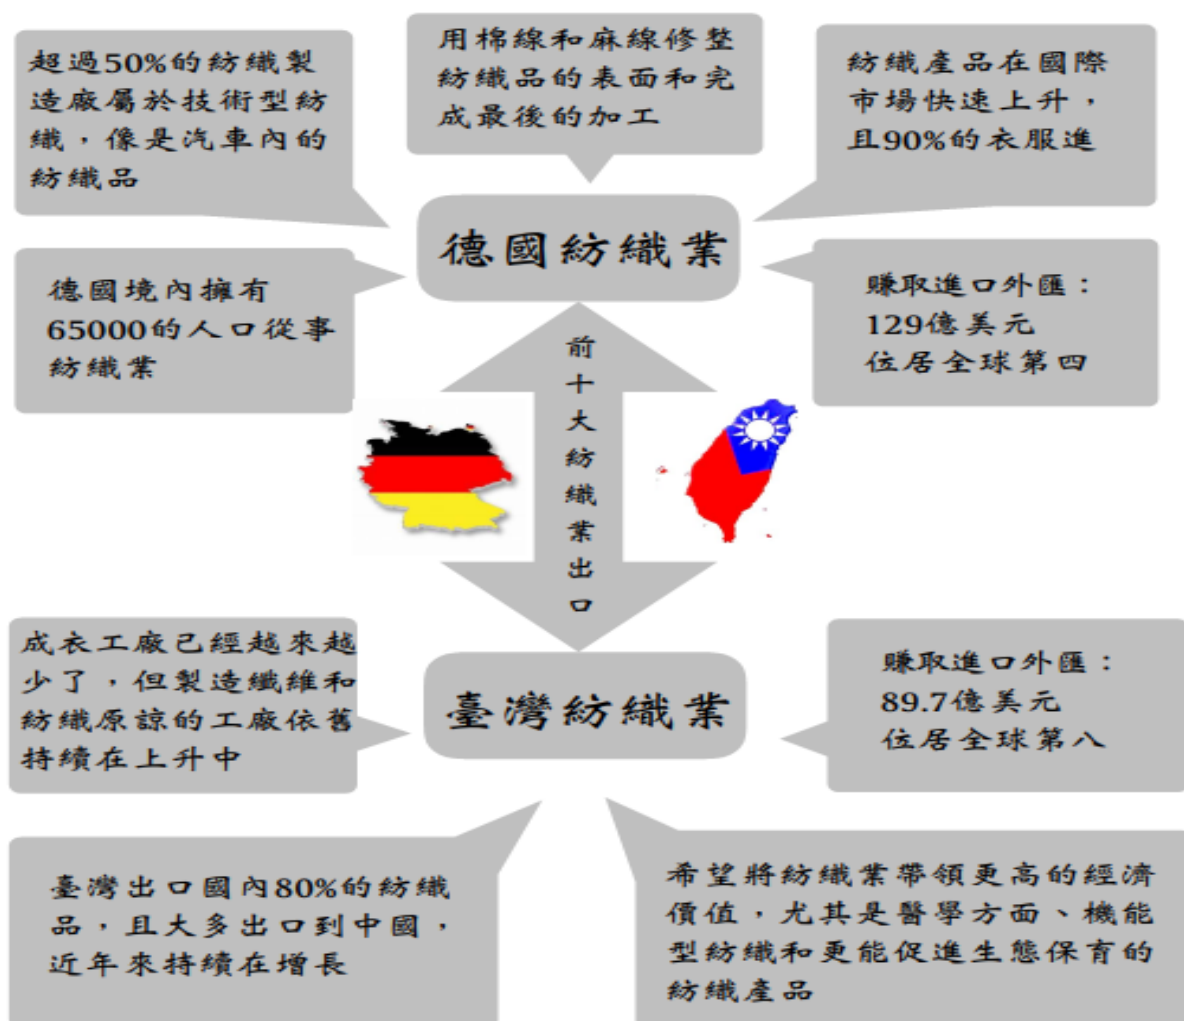 超過50%的紡織製
造廠屬於技術型紡
織，像是汽車內的
紡織品
用棉線和麻線修整
紡織品的表面和完
成最後的加工
紡織產品在國際
市場快速上升，
且90%的衣服進
德國紡織業
德國境內擁有
65000的人口從事
紡織業
賺取進口外匯：
129億美元
位居全球第四
前
十
大
紡
織
業
出
口
成衣工廠已經越來越
少了，但製造纖維和
紡織原諒的工廠依舊
持續在上升中
臺灣紡織業
賺取進口外匯：
89.7億美元
位居全球第八
臺灣出口國內80%的紡織
品，且大多出口到中國，
近年來持續在增長
希望將紡織業帶領更高的經濟
價值，尤其是醫學方面、機能
型紡織和更能促進生態保育的
紡織產品